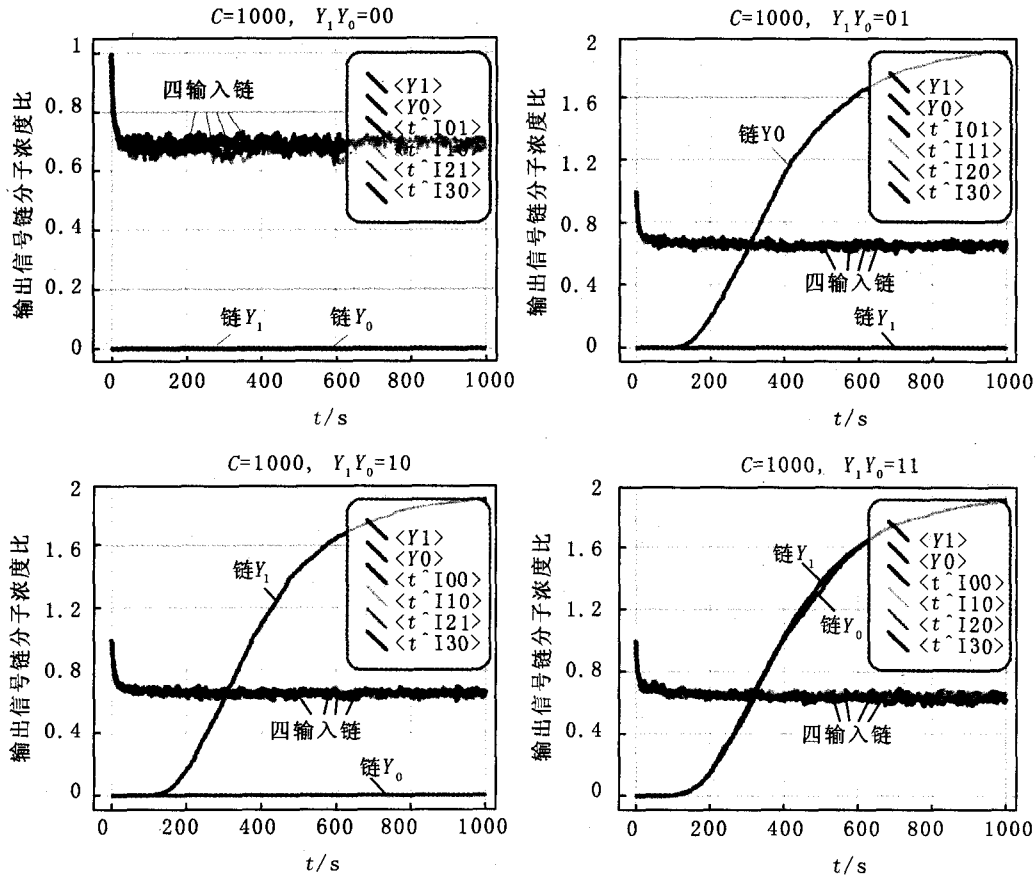 C=1000, Y₁Y₀=00
输出信号链分子浓度比
1
0.8
0.6
0.4
0.2
0
四输入链
<Y1>
<Y0>
<t^I01>
<t^I21>
<t^I30>
链Y₁
链Y₀
0 200 400 600 800 1000
t/s
C=1000, Y₁Y₀=01
输出信号链分子浓度比
2
1.6
1.2
0.8
0.4
0
链Y0
<Y1>
<Y0>
<t^I01>
<t^I11>
<t^I20>
<t^I30>
四输入链
链Y₁
0 200 400 600 800 1000
t/s
C=1000, Y₁Y₀=10
输出信号链分子浓度比
2
1.6
1.2
0.8
0.4
0
链Y₁
<Y1>
<Y0>
<t^I00>
<t^I10>
<t^I21>
<t^I30>
四输入链
链Y₀
0 200 400 600 800 1000
t/s
C=1000, Y₁Y₀=11
输出信号链分子浓度比
2
1.6
1.2
0.8
0.4
0
链Y₁
链Y₀
<Y1>
<Y0>
<t^I00>
<t^I10>
<t^I20>
<t^I30>
四输入链
0 200 400 600 800 1000
t/s